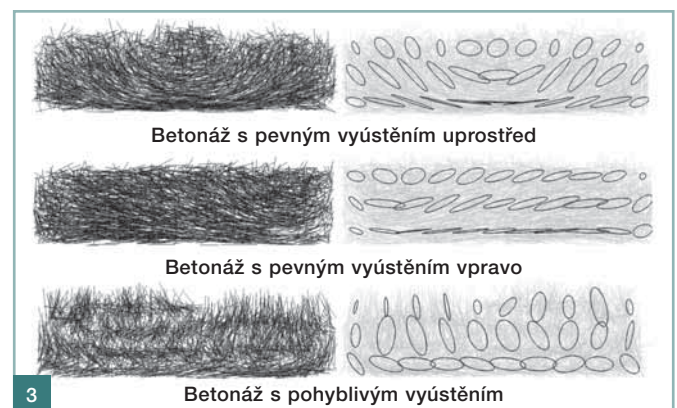 Betonáž s pevným vyústěním uprostřed
Betonáž s pevným vyústěním vpravo
Betonáž s pohyblivým vyústěním
3